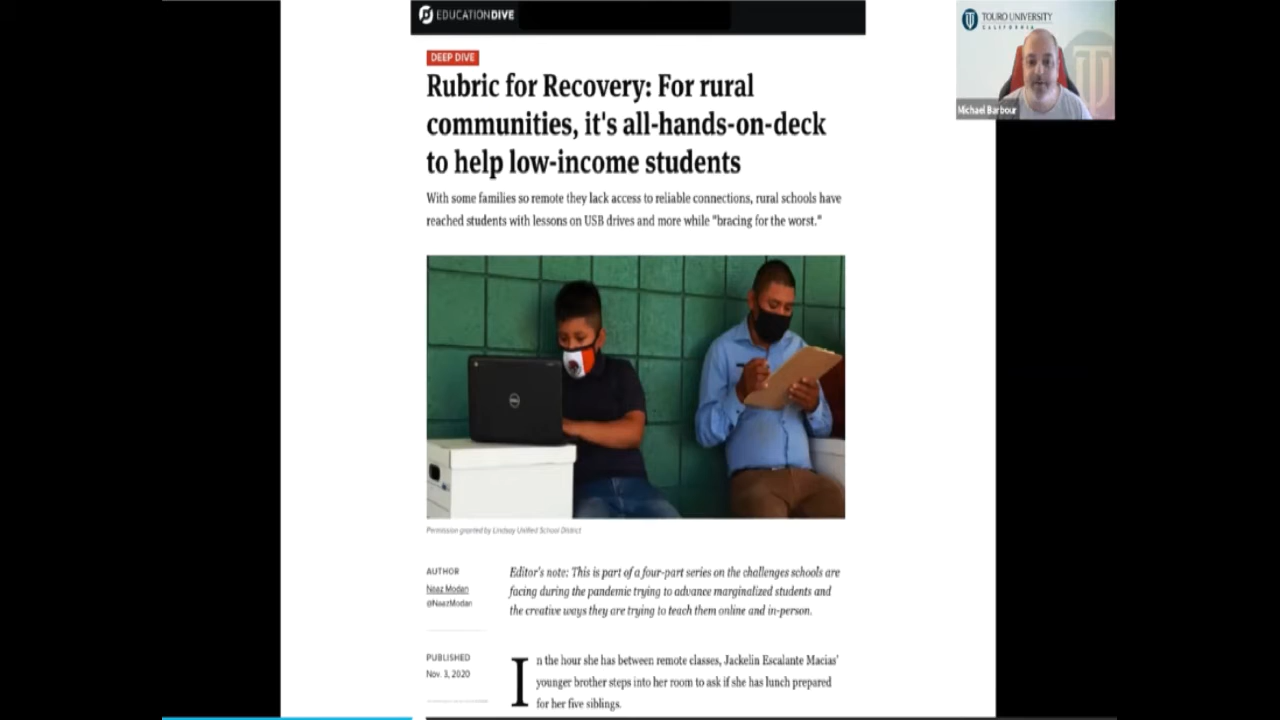 EDUCATIONDIVE
TOURO UNIVERSITY
CALIFORNIA
Michael Barbour
DEEP DIVE
Rubric for Recovery: For rural
communities, it's all-hands-on-deck
to help low-income students
With some families so remote they lack access to reliable connections, rural schools have
reached students with lessons on USB drives and more while "bracing for the worst."
DELL
Permission granted by Lindsay Unified School District
AUTHOR
Naaz Modan
@NaazModan
Editor's note: This is part of a four-part series on the challenges schools are
facing during the pandemic trying to advance marginalized students and
the creative ways they are trying to teach them online and in-person.
PUBLISHED
Nov. 3, 2020
In the hour she has between remote classes, Jackelin Escalante Macias'
younger brother steps into her room to ask if she has lunch prepared
for her five siblings.